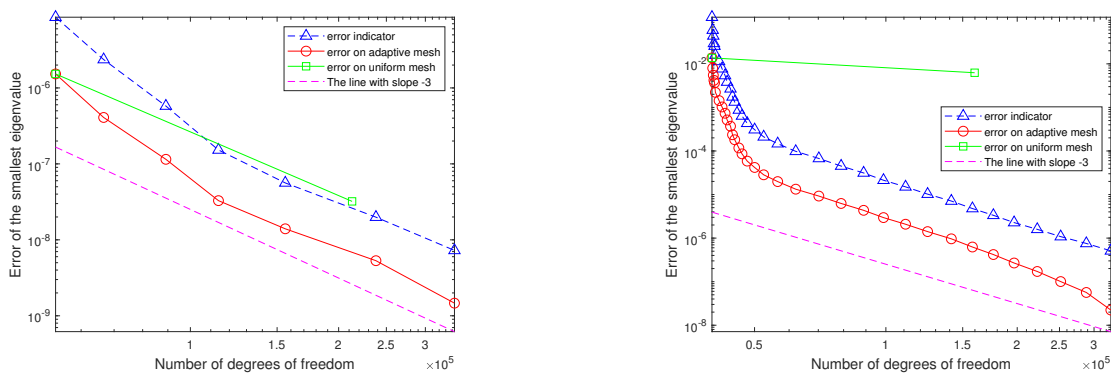 error indicator
error on adaptive mesh
error on uniform mesh
The line with slope -3
Error of the smallest eigenvalue
10-6
10-7
10-8
10-9
1 1.5 2 2.5 3
×105
Number of degrees of freedom
error indicator
error on adaptive mesh
error on uniform mesh
The line with slope -3
Error of the smallest eigenvalue
10-2
10-4
10-6
10-8
0.5 1 1.5 2 2.5 3
×105
Number of degrees of freedom